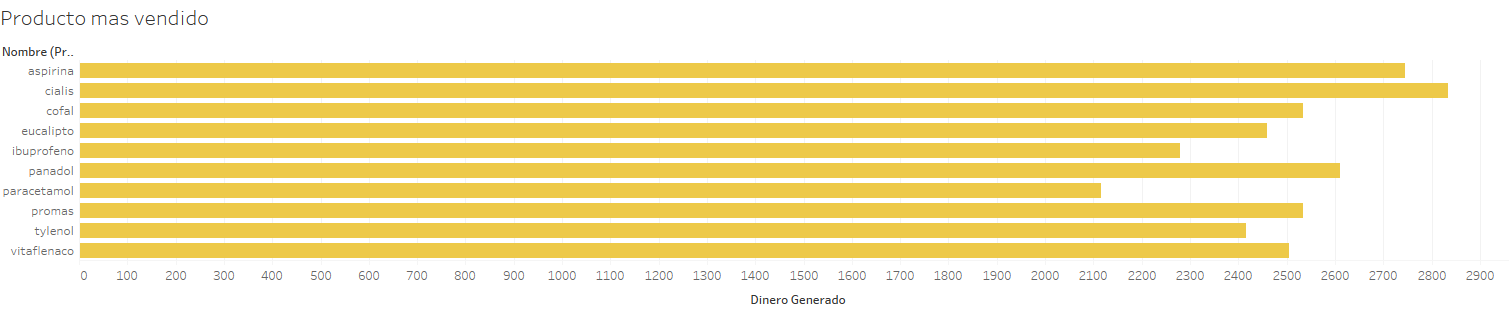 Producto mas vendido
Nombre (Pr..
aspirina
cialis
cofal
eucalipto
ibuprofeno
panadol
paracetamol
promas
tylenol
vitaflenaco
0 100 200 300 400 500 600 700 800 900 1000 1100 1200 1300 1400 1500 1600 1700 1800 1900 2000 2100 2200 2300 2400 2500 2600 2700 2800 2900
Dinero Generado